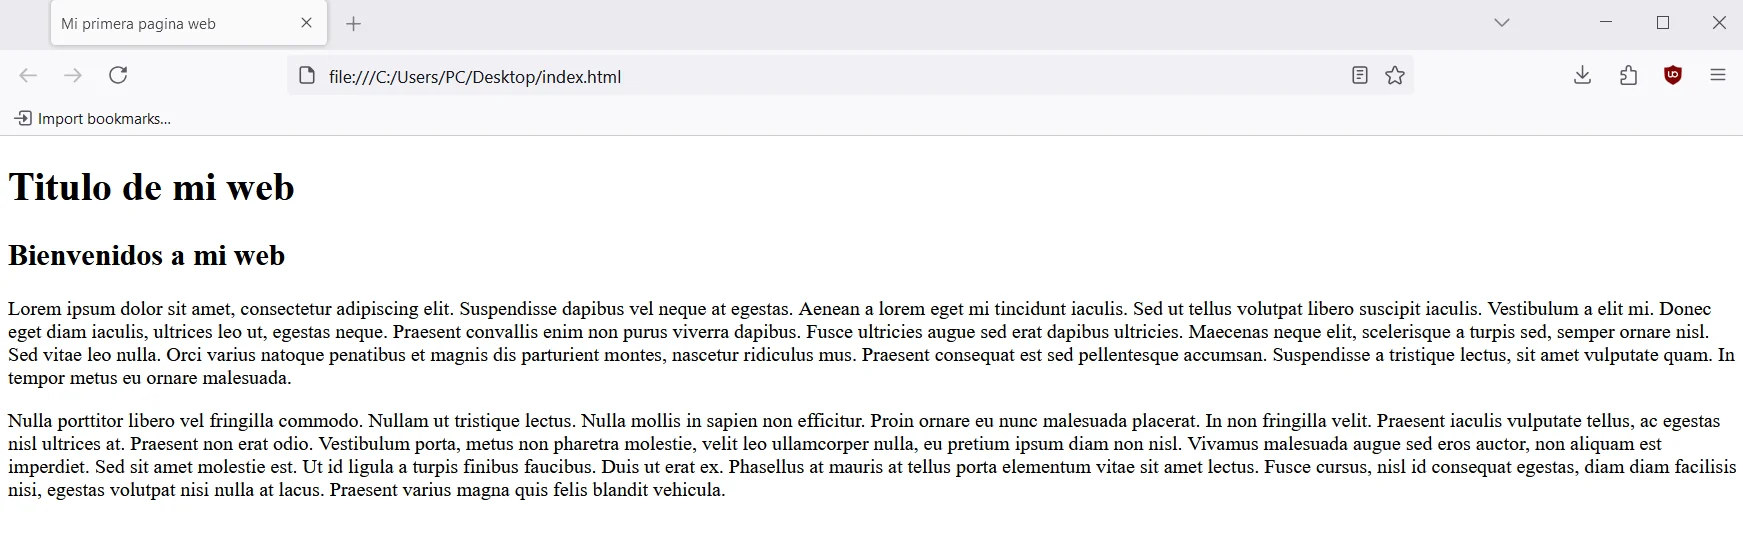 Mi primera pagina web
file:///C:/Users/PC/Desktop/index.html
Import bookmarks...
Titulo de mi web
Bienvenidos a mi web
Lorem ipsum dolor sit amet, consectetur adipiscing elit. Suspendisse dapibus vel neque at egestas. Aenean a lorem eget mi tincidunt iaculis. Sed ut tellus volutpat libero suscipit iaculis. Vestibulum a elit mi. Donec
eget diam iaculis, ultrices leo ut, egestas neque. Praesent convallis enim non purus viverra dapibus. Fusce ultricies augue sed erat dapibus ultricies. Maecenas neque elit, scelerisque a turpis sed, semper ornare nisl.
Sed vitae leo nulla. Orci varius natoque penatibus et magnis dis parturient montes, nascetur ridiculus mus. Praesent consequat est sed pellentesque accumsan. Suspendisse a tristique lectus, sit amet vulputate quam. In
tempor metus eu ornare malesuada.
Nulla porttitor libero vel fringilla commodo. Nullam ut tristique lectus. Nulla mollis in sapien non efficitur. Proin ornare eu nunc malesuada placerat. In non fringilla velit. Praesent iaculis vulputate tellus, ac egestas
nisl ultrices at. Praesent non erat odio. Vestibulum porta, metus non pharetra molestie, velit leo ullamcorper nulla, eu pretium ipsum diam non nisl. Vivamus malesuada augue sed eros auctor, non aliquam est
imperdiet. Sed sit amet molestie est. Ut id ligula a turpis finibus faucibus. Duis ut erat ex. Phasellus at mauris at tellus porta elementum vitae sit amet lectus. Fusce cursus, nisl id consequat egestas, diam diam facilisis
nisi, egestas volutpat nisi nulla at lacus. Praesent varius magna quis felis blandit vehicula.